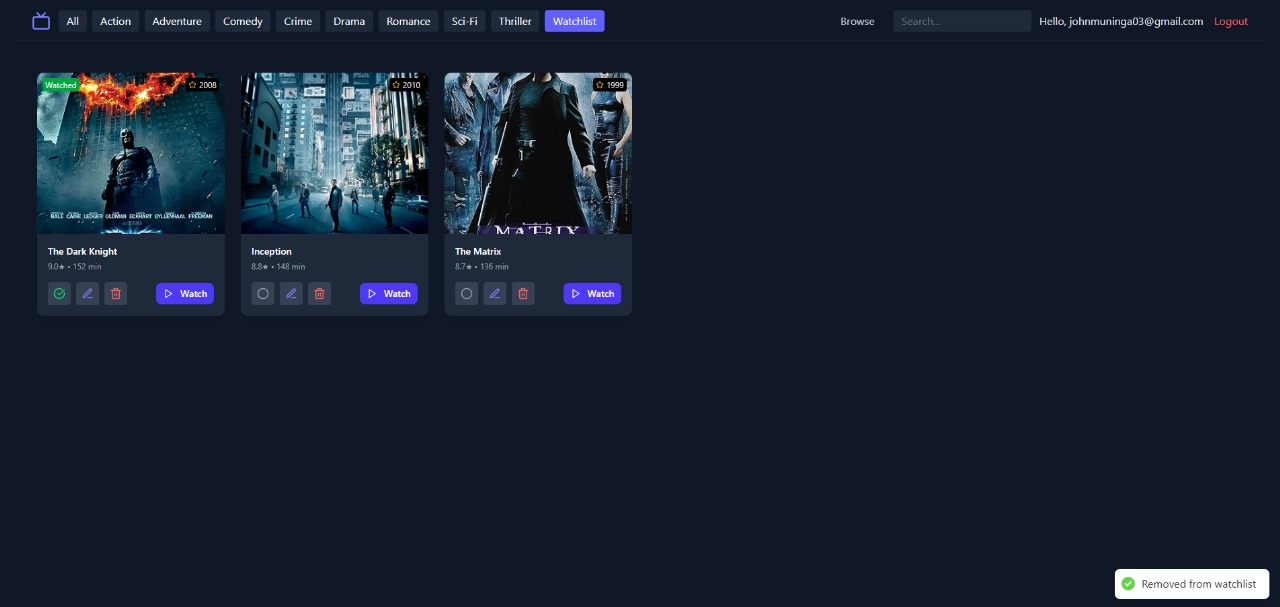 All Action Adventure Comedy Crime Drama Romance Sci-Fi Thriller Watchlist Browse Search... Hello, johnmuninga03@gmail.com Logout
Watched 2008 2010 1999
BALE CAINE LEDGER OLDMAN ECKHART GYLLENHAAL FREEMAN
MATRIX
The Dark Knight Inception The Matrix
9.0★ • 152 min 8.8★ • 148 min 8.7★ • 136 min
Watch Watch Watch
Removed from watchlist